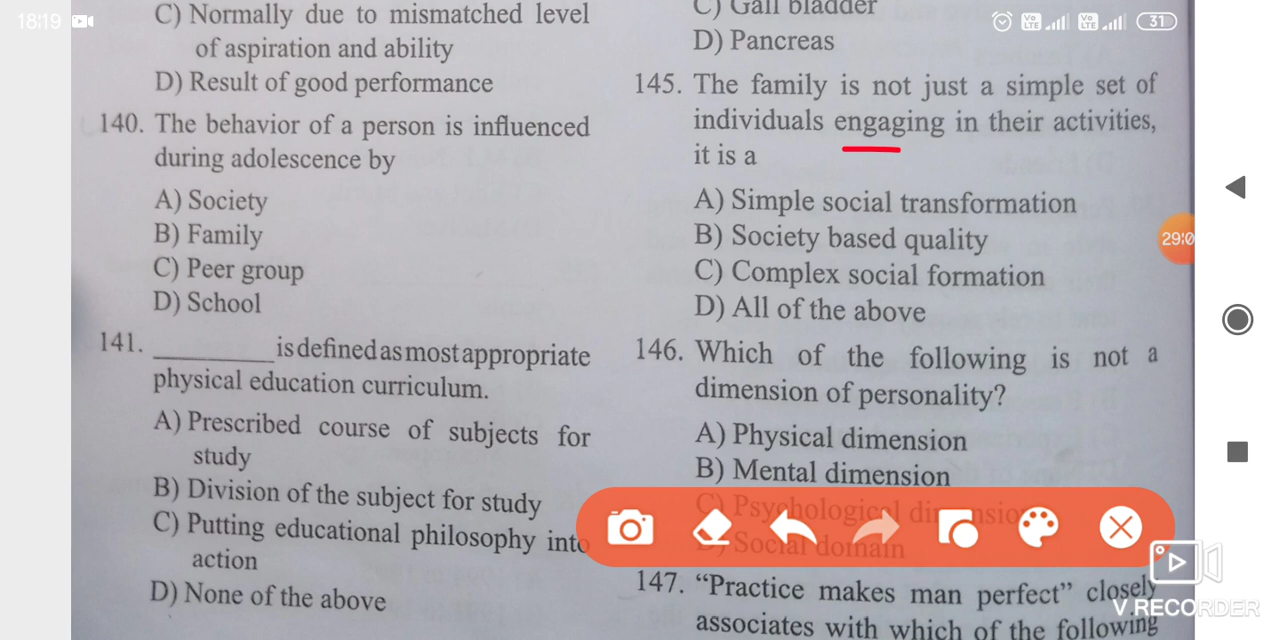 18:19
31
C) Normally due to mismatched level
of aspiration and ability
D) Result of good performance
140. The behavior of a person is influenced
during adolescence by
A) Society
B) Family
C) Peer group
D) School
141. ________ is defined as most appropriate
physical education curriculum.
A) Prescribed course of subjects for
study
B) Division of the subject for study
C) Putting educational philosophy into
action
D) None of the above
C) Gall bladder
D) Pancreas
145. The family is not just a simple set of
individuals engaging in their activities,
it is a
A) Simple social transformation
B) Society based quality
C) Complex social formation
D) All of the above
146. Which of the following is not a
dimension of personality?
A) Physical dimension
B) Mental dimension
C) Psychological dimension
D) Social domain
147. “Practice makes man perfect” closely
associates with which of the following
29:0
V RECORDER